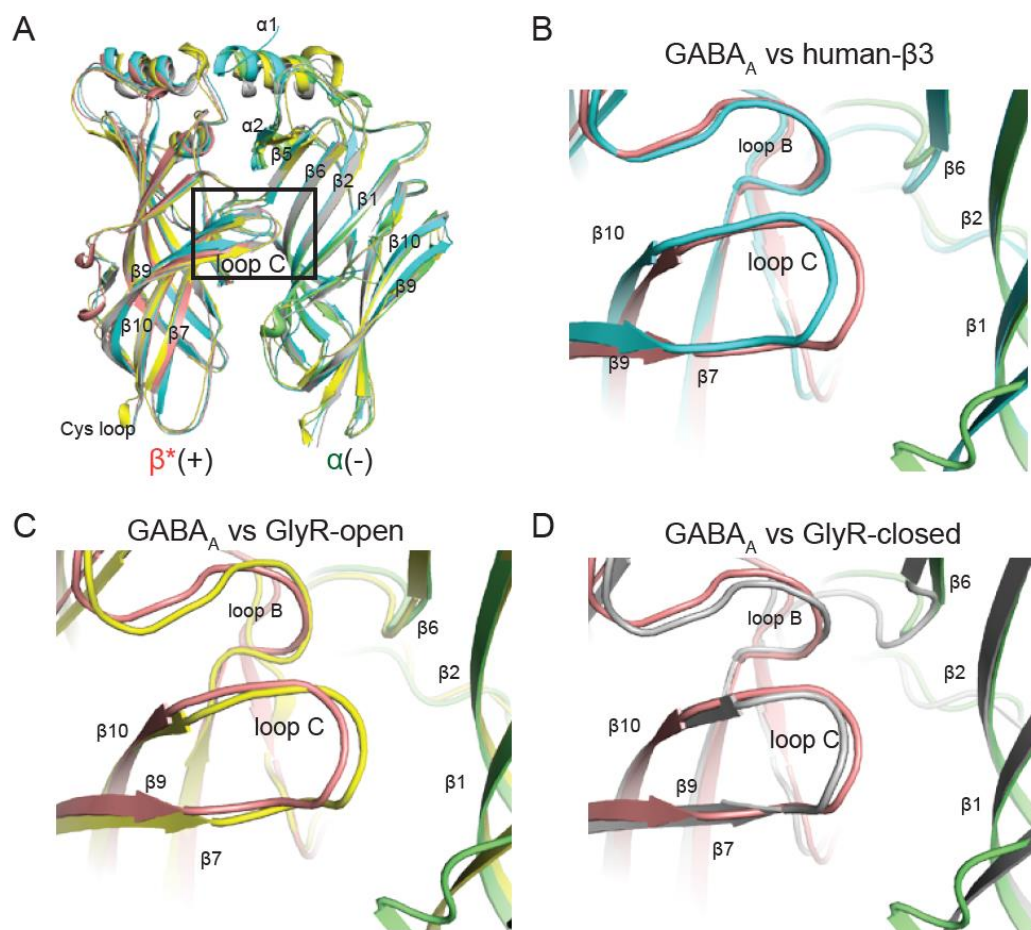 A
α1
α2
β5
β6
β2
β1
β10
β9
loop C
β9
β10
β7
Cys loop
β*(+)
α(-)
B
GABAA vs human-β3
loop B
β6
β10
loop C
β2
β1
β9
β7
C
GABAA vs GlyR-open
loop B
β6
β2
β10
loop C
β9
β1
β7
D
GABAA vs GlyR-closed
β6
loop B
β2
β10
loop C
β9
β1
β7